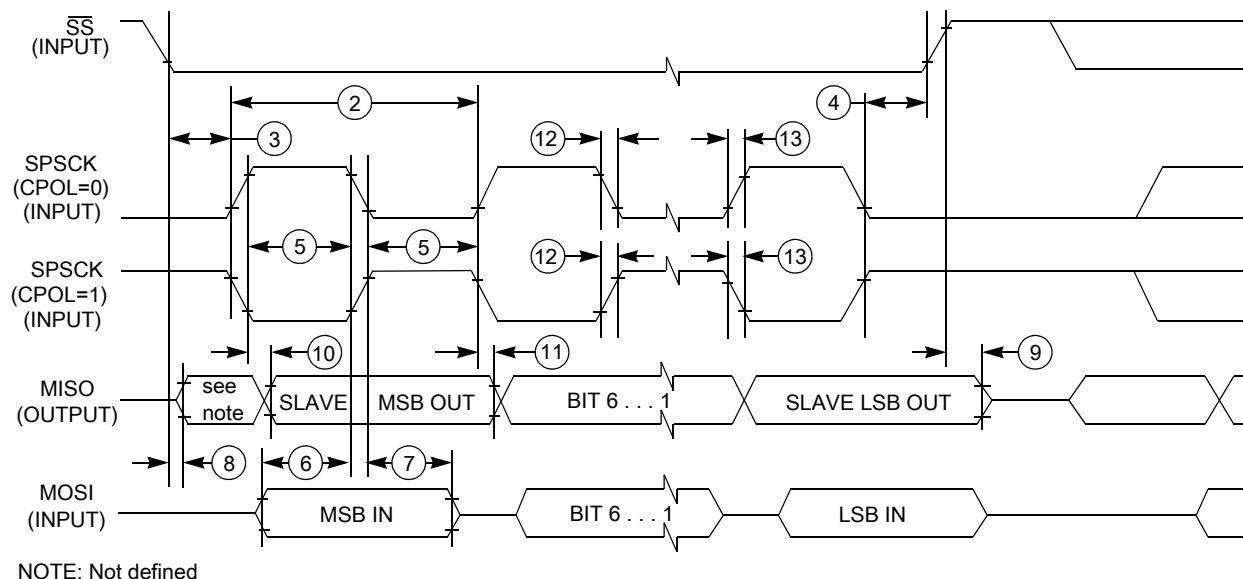 SS
(INPUT)
2
4
3
12
13
SPSCK
(CPOL=0)
(INPUT)
5
5
SPSCK
(CPOL=1)
(INPUT)
12
13
10
11
9
MISO
(OUTPUT)
see
note
SLAVE
MSB OUT
BIT 6 . . . 1
SLAVE LSB OUT
8
6
7
MOSI
(INPUT)
MSB IN
BIT 6 . . . 1
LSB IN
NOTE: Not defined